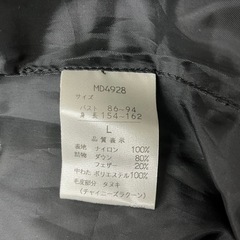 MD4928
サイズ
バスト 86~94
身長 154~162
L
品質表示
表地 ナイロン 100%
詰物 ダウン 80%
フェザー 20%
中わた ポリエステル 100%
毛皮部分 タヌキ
(チャイニーズラクーン)